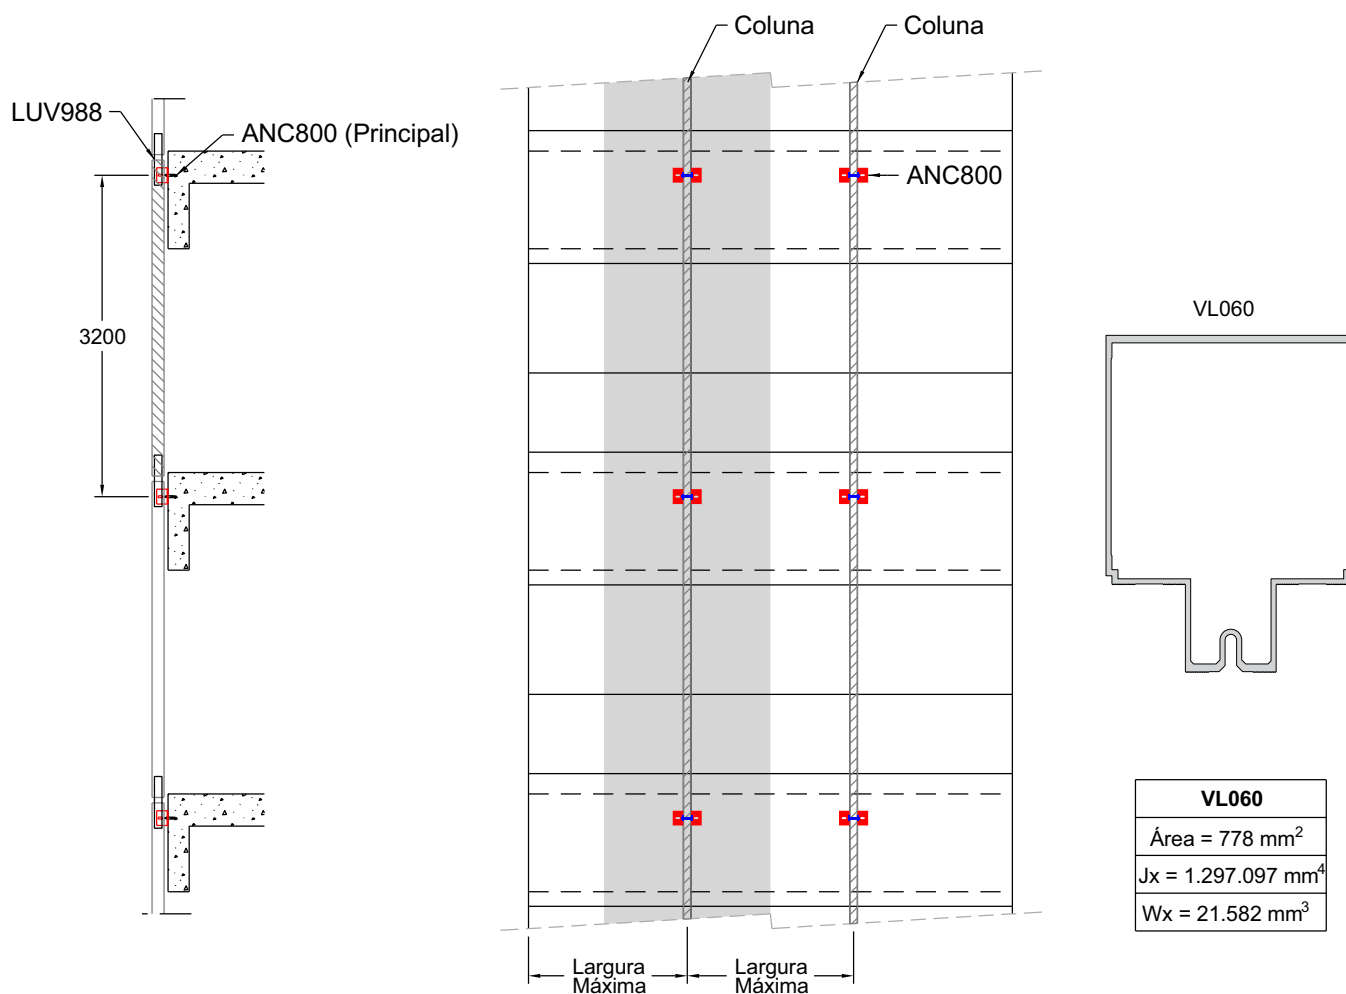 Coluna
Coluna
LUV988
ANC800 (Principal)
ANC800
3200
VL060
VL060
Área = 778 mm²
Jx = 1.297.097 mm⁴
Wx = 21.582 mm³
Largura
Máxima
Largura
Máxima